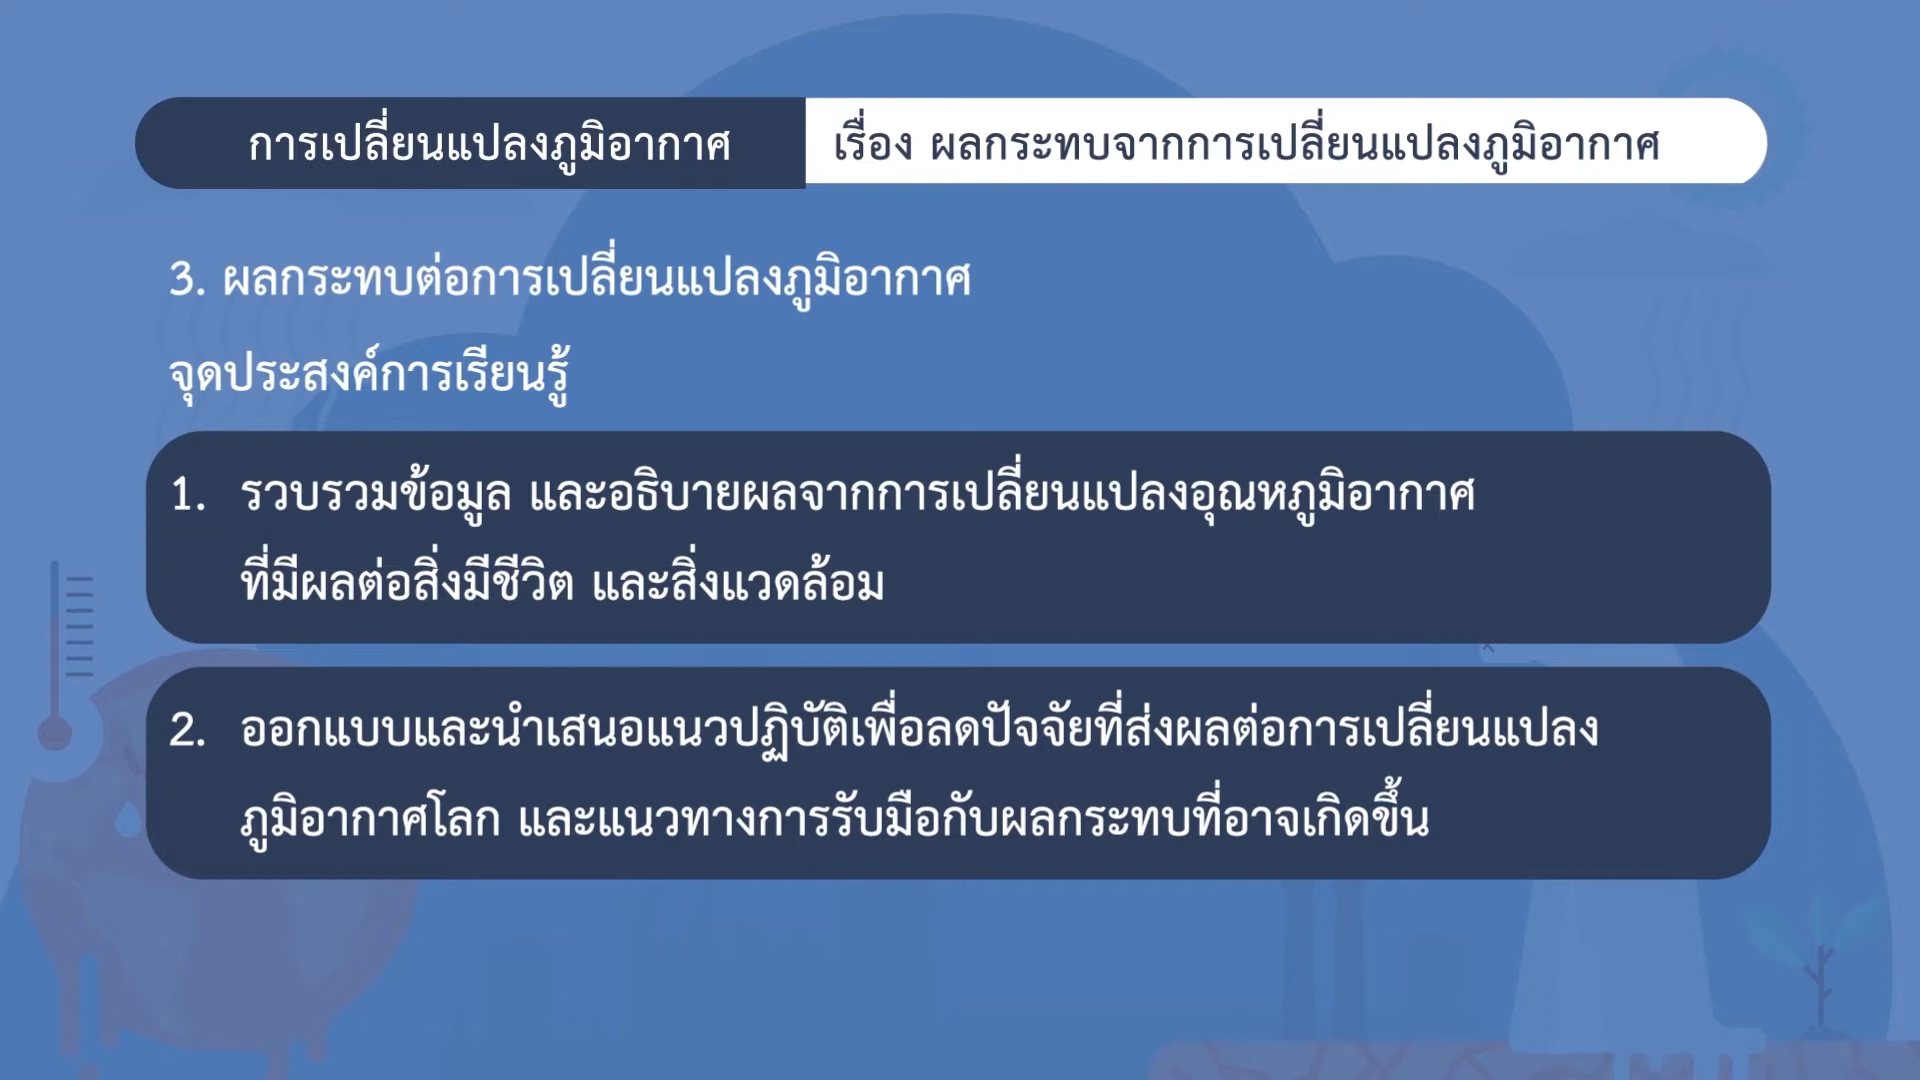 การเปลี่ยนแปลงภูมิอากาศ
เรื่อง ผลกระทบจากการเปลี่ยนแปลงภูมิอากาศ
3. ผลกระทบต่อการเปลี่ยนแปลงภูมิอากาศ
จุดประสงค์การเรียนรู้
1. รวบรวมข้อมูล และอธิบายผลจากการเปลี่ยนแปลงอุณหภูมิอากาศ
ที่มีผลต่อสิ่งมีชีวิต และสิ่งแวดล้อม
2. ออกแบบและนำเสนอแนวปฏิบัติเพื่อลดปัจจัยที่ส่งผลต่อการเปลี่ยนแปลง
ภูมิอากาศโลก และแนวทางการรับมือกับผลกระทบที่อาจเกิดขึ้น